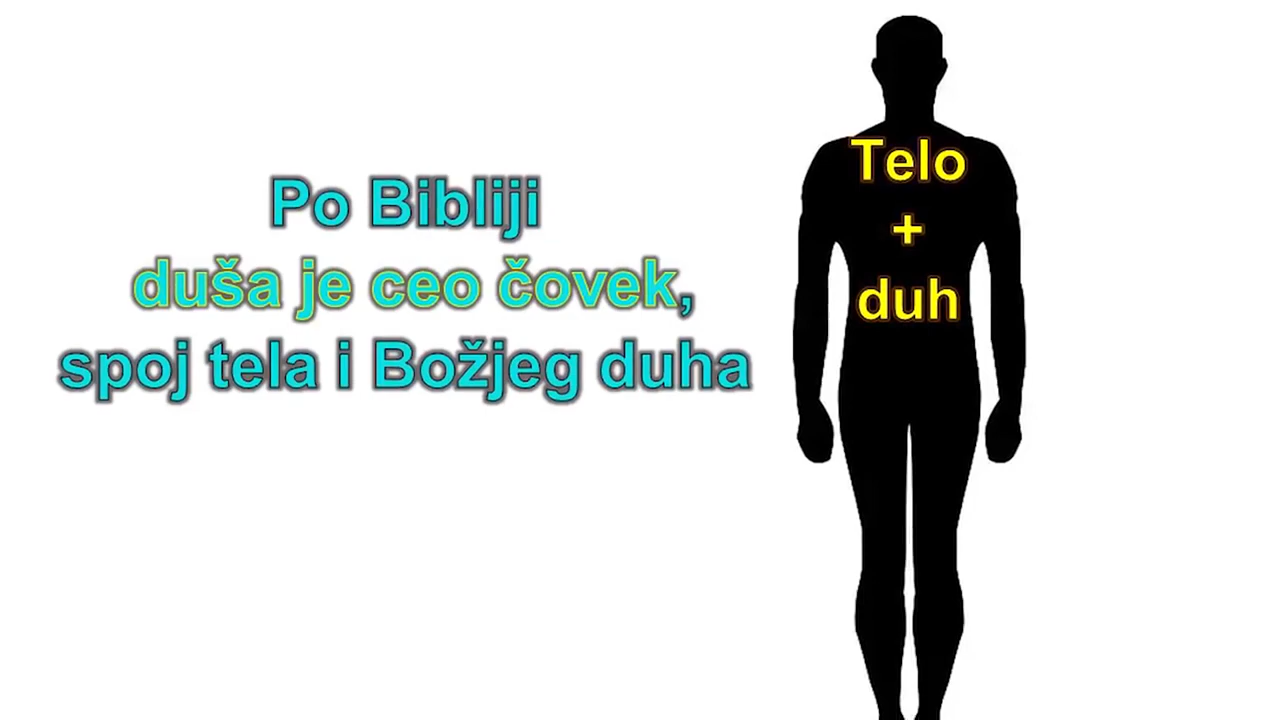 Po Bibliji
duša je ceo čovek,
spoj tela i Božjeg duha
Telo
+
duh